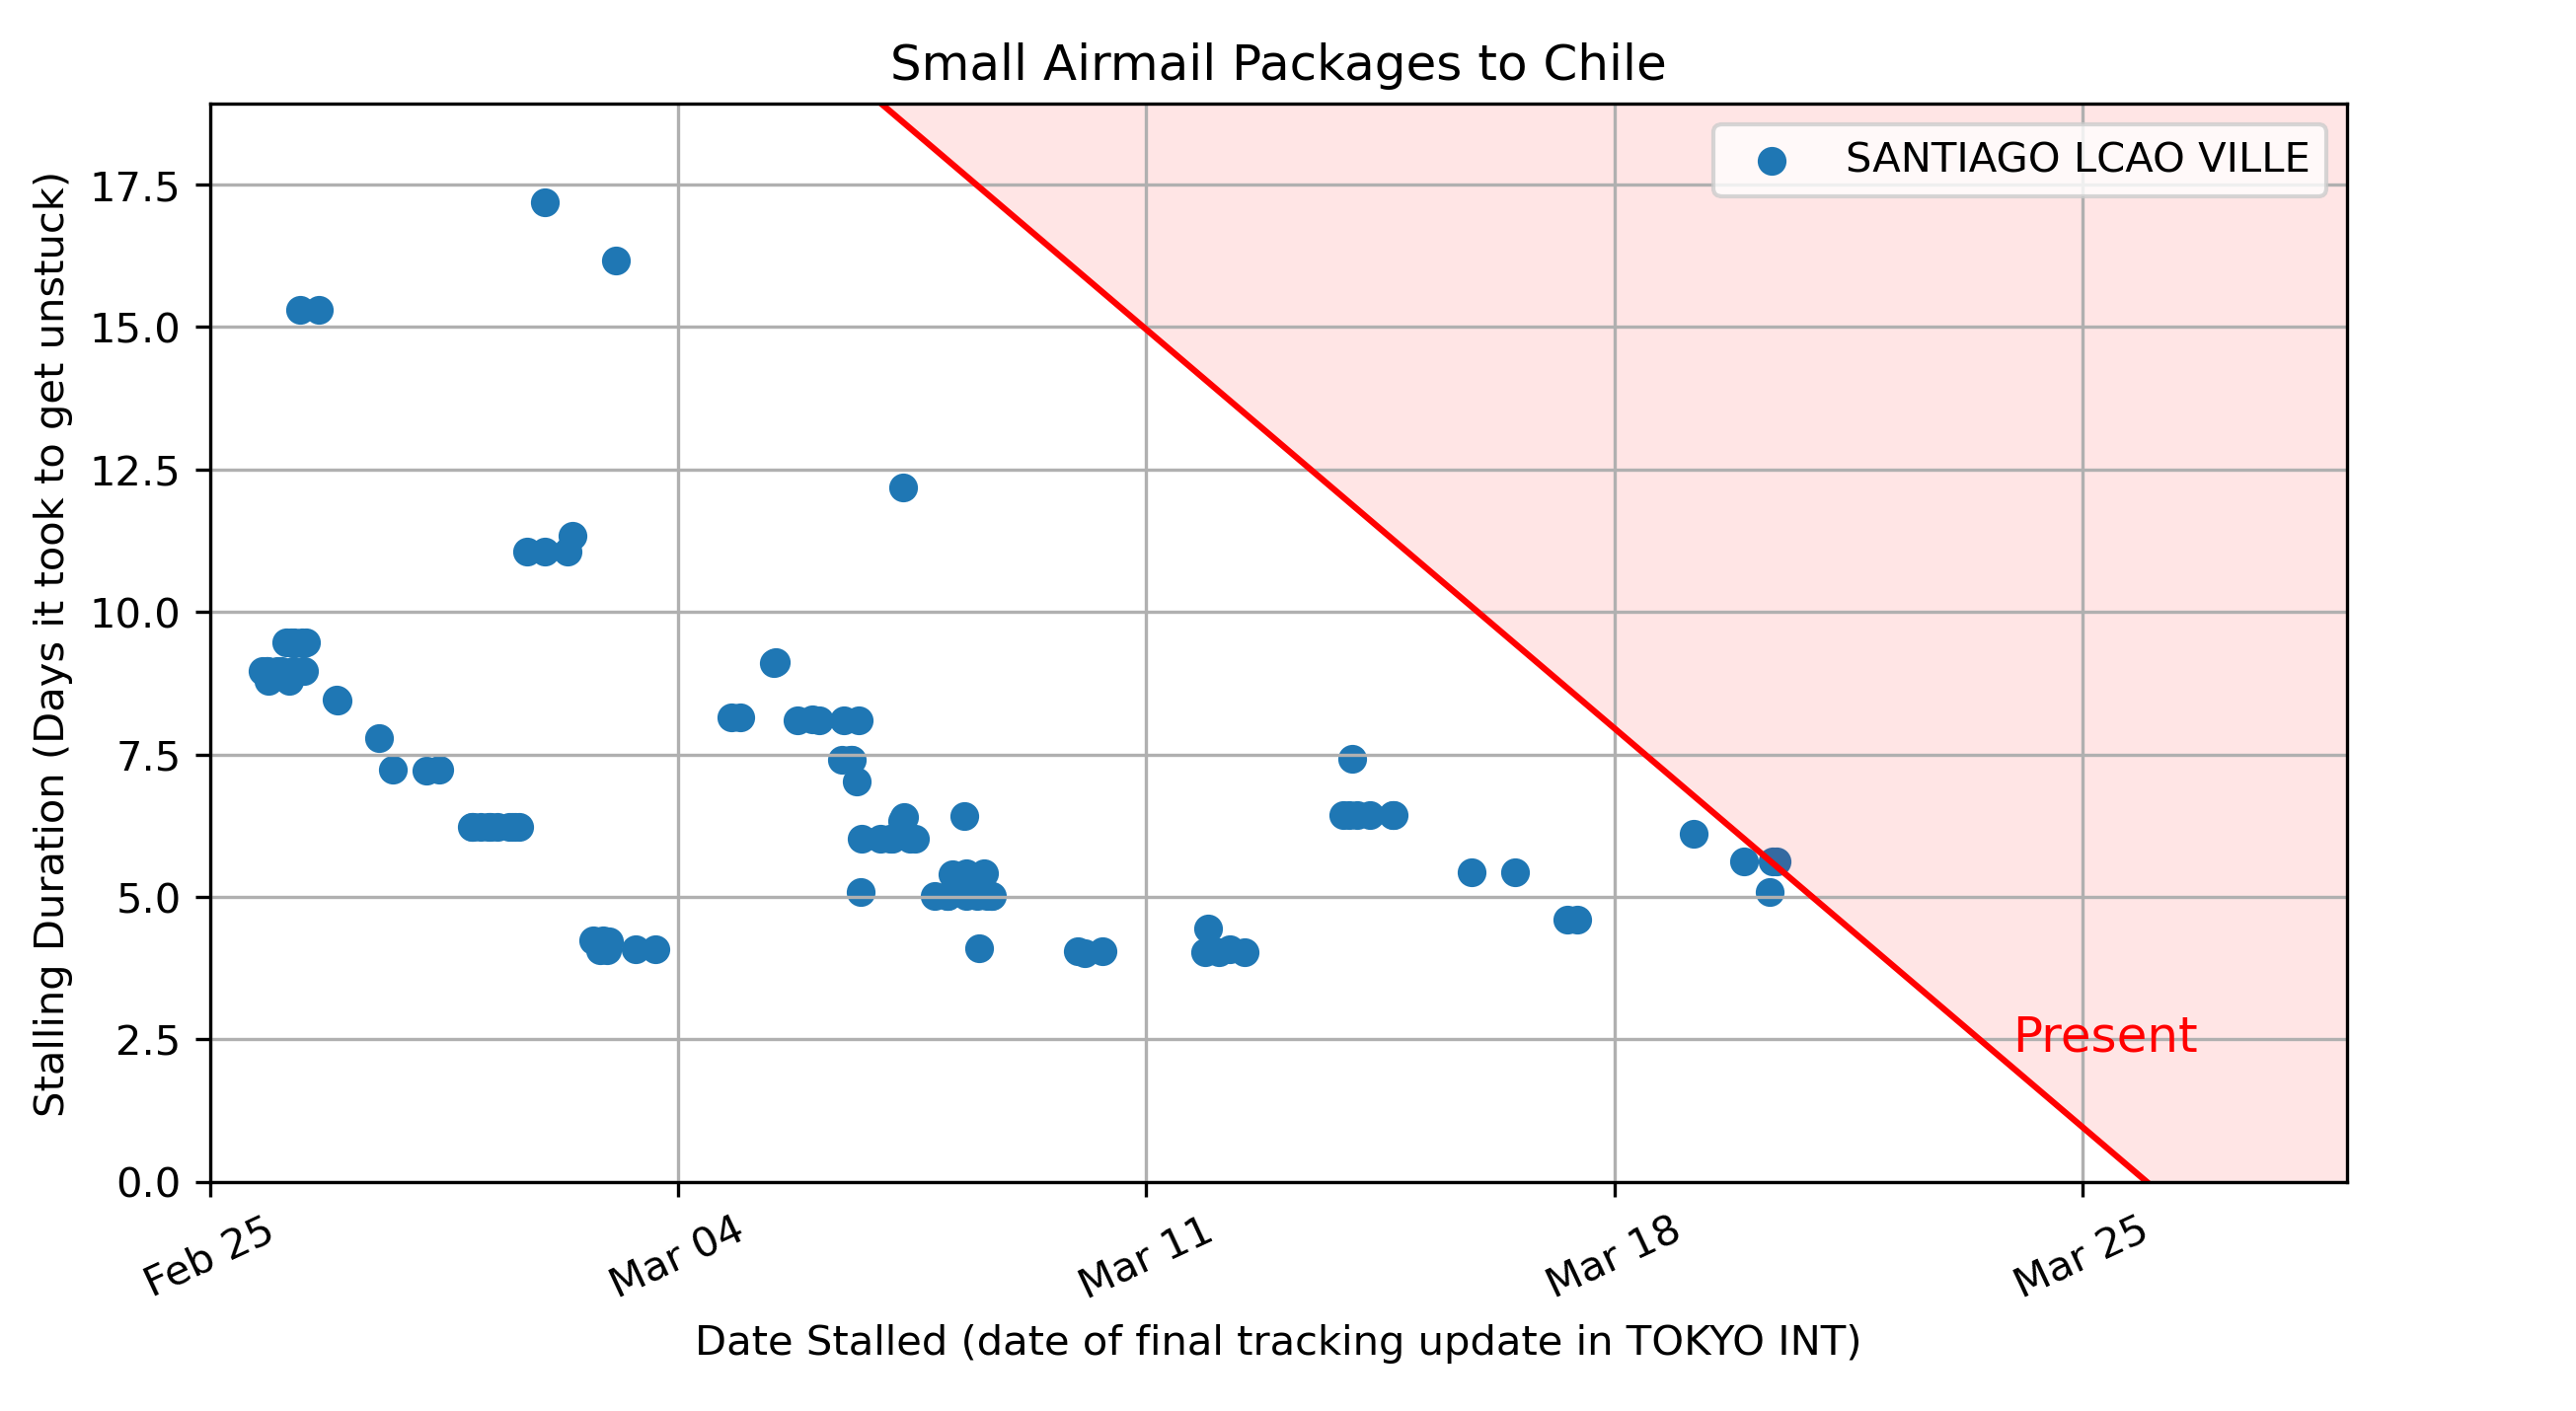 Small Airmail Packages to Chile
SANTIAGO LCAO VILLE
Stalling Duration (Days it took to get unstuck)
17.5
15.0
12.5
10.0
7.5
5.0
2.5
0.0
Present
Feb 25
Mar 04
Mar 11
Mar 18
Mar 25
Date Stalled (date of final tracking update in TOKYO INT)